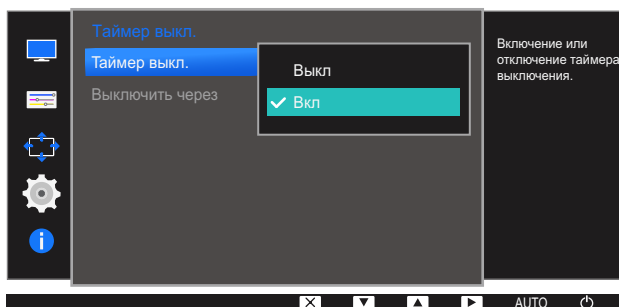 Таймер выкл.
Таймер выкл.
Выключить через
Выкл
Вкл
Включение или
отключение таймера
выключения.
AUTO